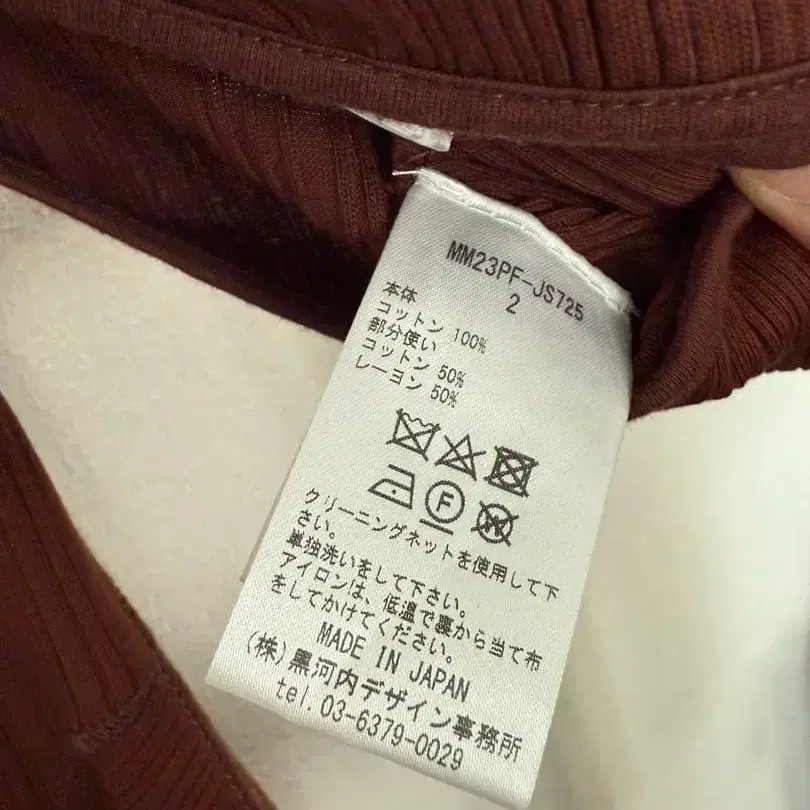 MM23PF-JS725
2
本体
コットン 100%
部分使い
コットン 50%
レーヨン 50%
F
W
クリーニングネットを使用して下
さい。
単独洗いをして下さい。
アイロンは、低温で裏から当て布
をしてかけてください。
MADE IN JAPAN
(株)黒河内デザイン事務所
tel. 03-6379-0029